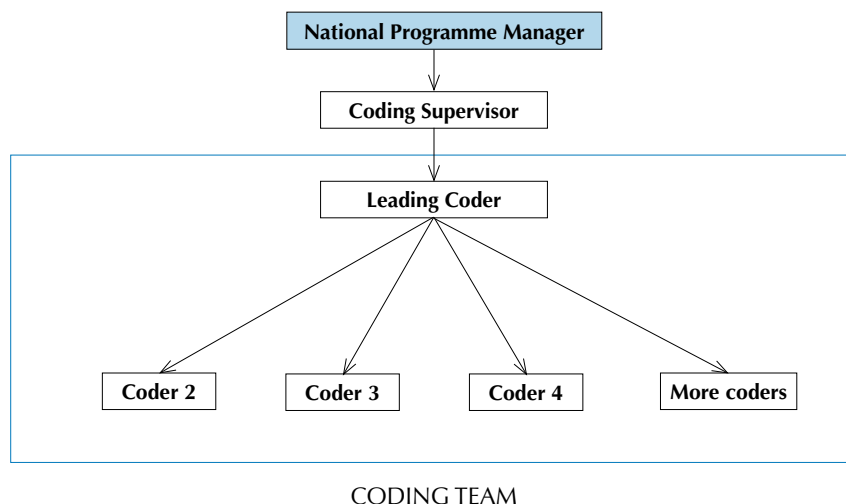 National Programme Manager
Coding Supervisor
Leading Coder
Coder 2
Coder 3
Coder 4
More coders
CODING TEAM